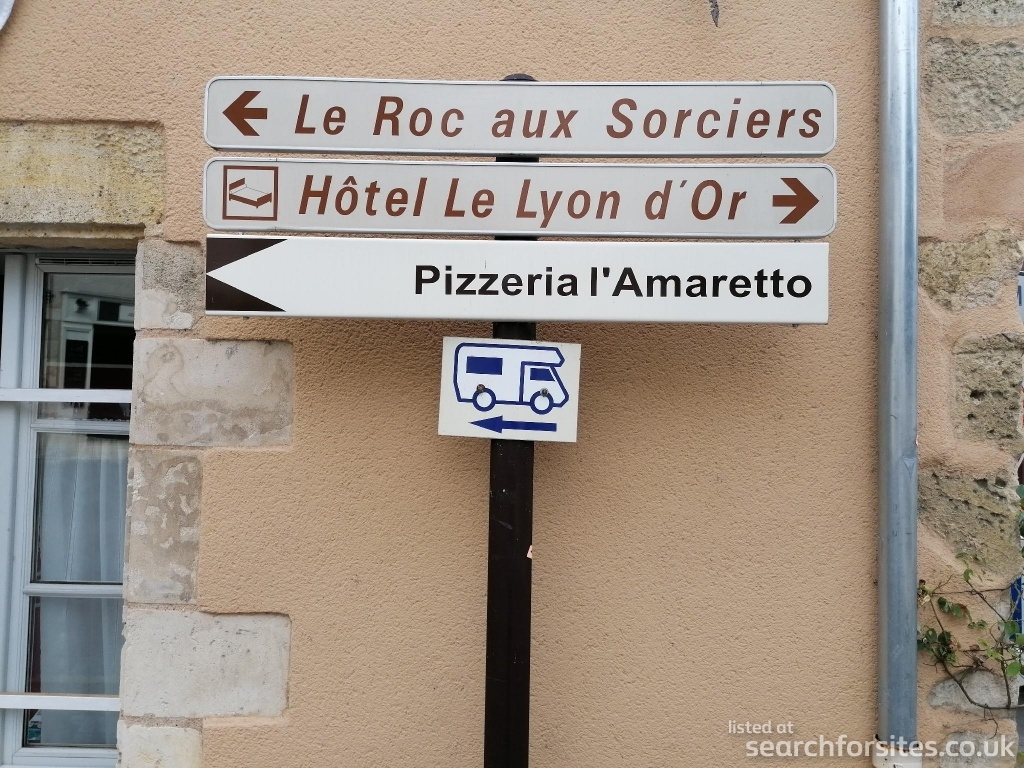 Le Roc aux Sorciers
Hôtel Le Lyon d'Or
Pizzeria l'Amaretto
listed at
searchforsites.co.uk